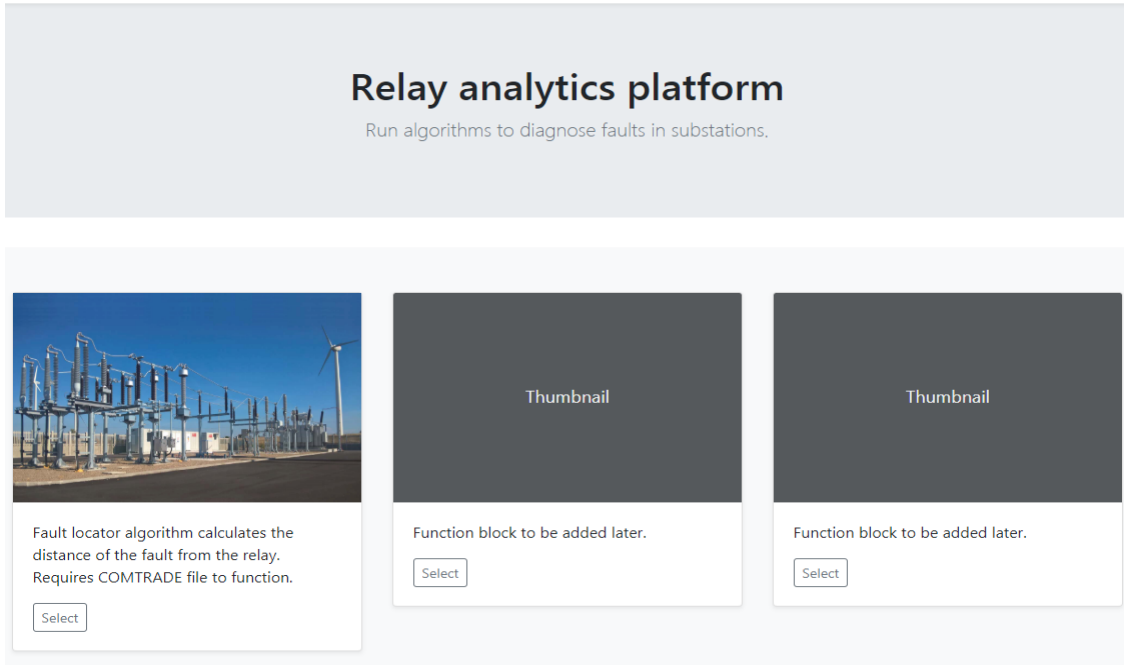 Relay analytics platform
Run algorithms to diagnose faults in substations.
Fault locator algorithm calculates the
distance of the fault from the relay.
Requires COMTRADE file to function.
Select
Thumbnail
Function block to be added later.
Select
Thumbnail
Function block to be added later.
Select